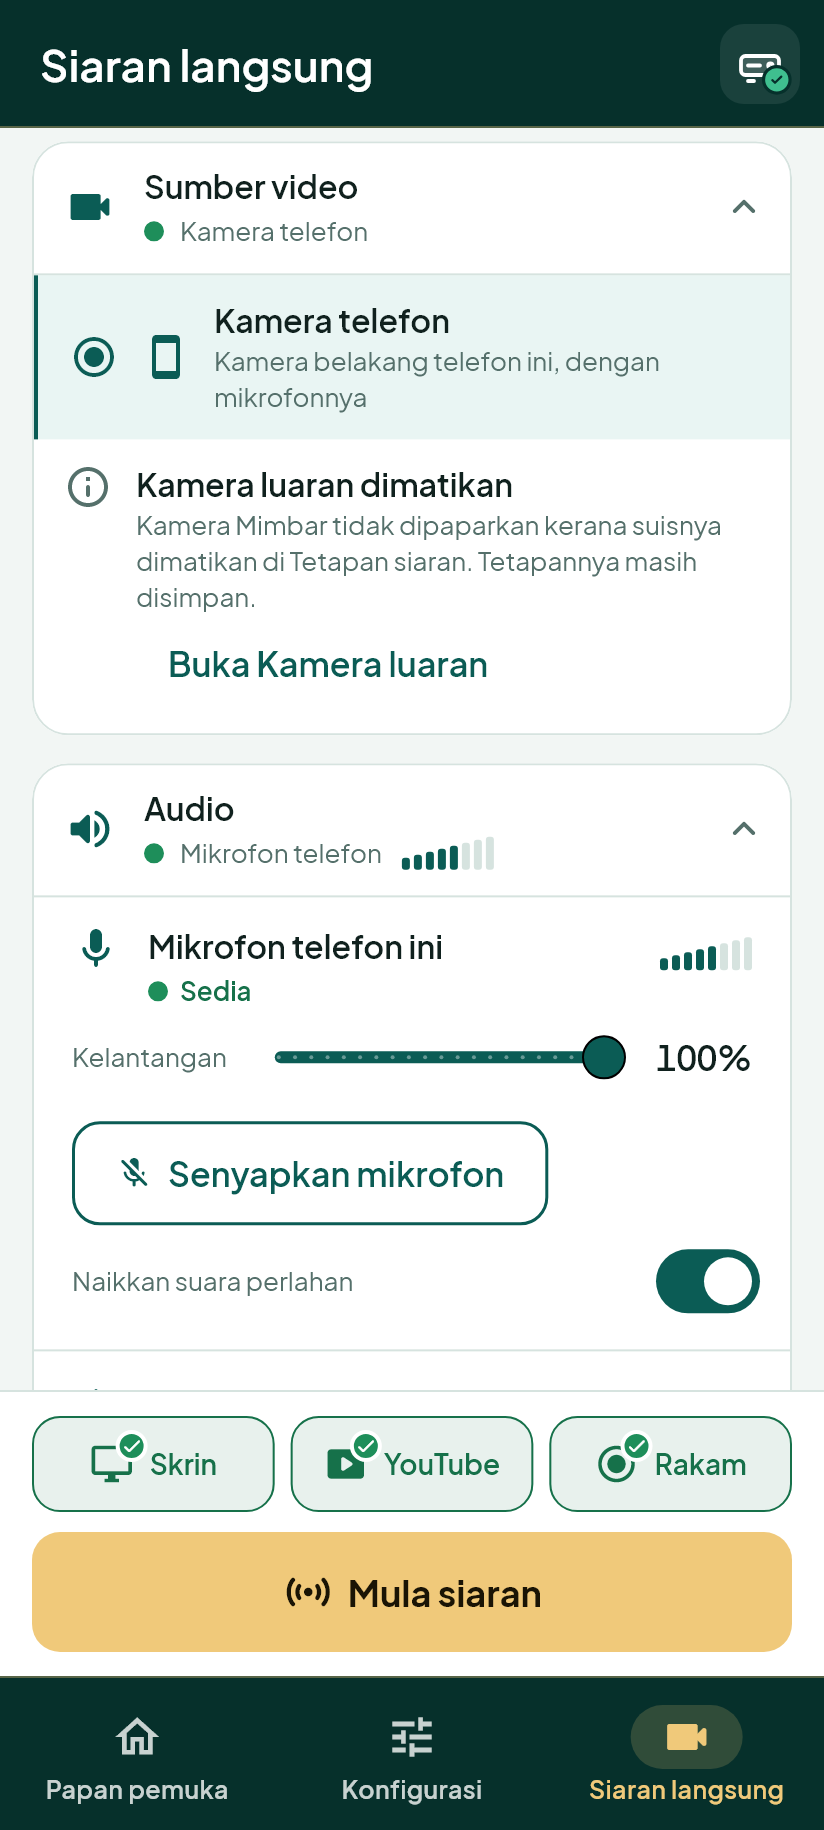 Siaran langsung
Sumber video
Kamera telefon
Kamera telefon
Kamera belakang telefon ini, dengan
mikrofonnya
Kamera luaran dimatikan
Kamera Mimbar tidak dipaparkan kerana suisnya
dimatikan di Tetapan siaran. Tetapannya masih
disimpan.
Buka Kamera luaran
Audio
Mikrofon telefon
Mikrofon telefon ini
Sedia
Kelantangan
100%
Senyapkan mikrofon
Naikkan suara perlahan
Skrin
YouTube
Rakam
Mula siaran
Papan pemuka
Konfigurasi
Siaran langsung